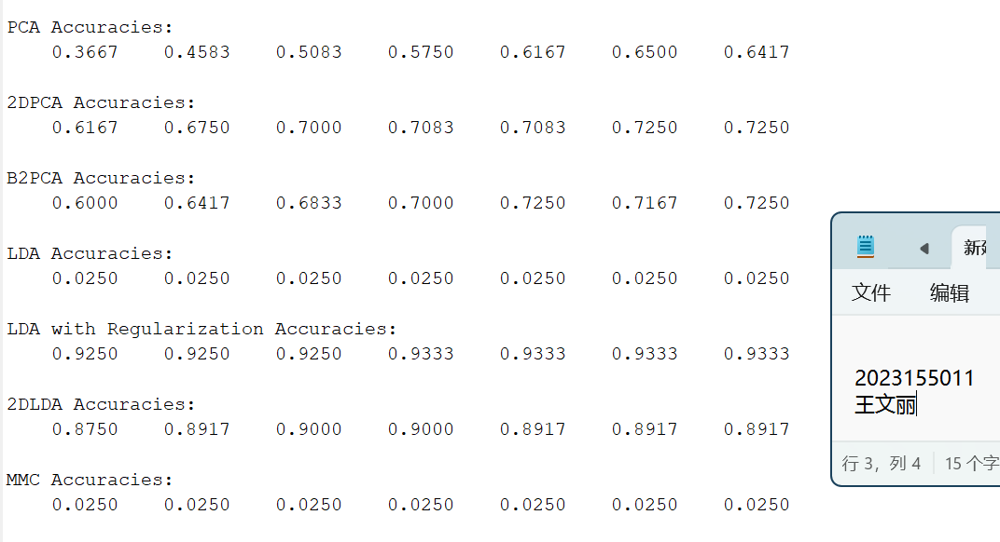 PCA Accuracies:
0.3667 0.4583 0.5083 0.5750 0.6167 0.6500 0.6417
2DPCA Accuracies:
0.6167 0.6750 0.7000 0.7083 0.7083 0.7250 0.7250
B2PCA Accuracies:
0.6000 0.6417 0.6833 0.7000 0.7250 0.7167 0.7250
LDA Accuracies:
0.0250 0.0250 0.0250 0.0250 0.0250 0.0250 0.0250
LDA with Regularization Accuracies:
0.9250 0.9250 0.9250 0.9333 0.9333 0.9333 0.9333
2DLDA Accuracies:
0.8750 0.8917 0.9000 0.9000 0.8917 0.8917 0.8917
MMC Accuracies:
0.0250 0.0250 0.0250 0.0250 0.0250 0.0250 0.0250
新
文件 编辑
2023155011
王文丽
行 3, 列 4 15 个字